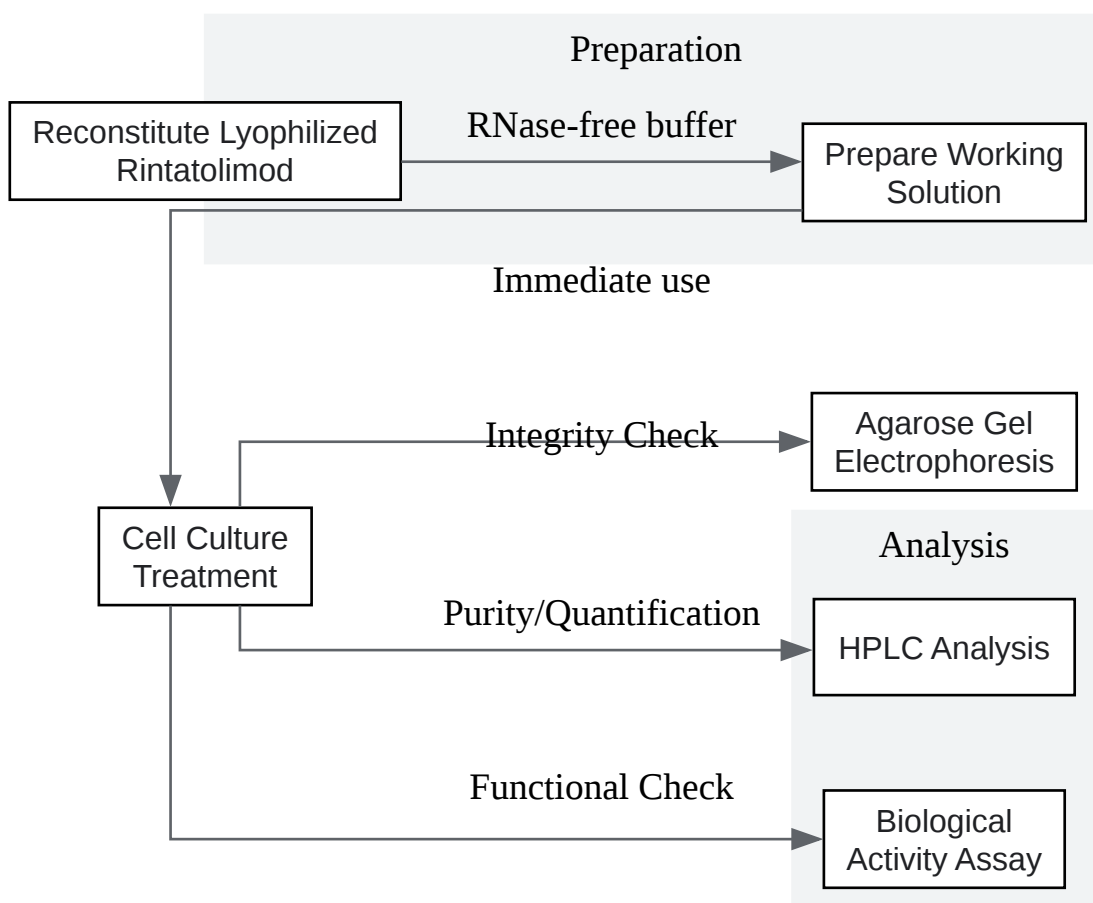 Preparation
Reconstitute Lyophilized
Rintatolimod
RNase-free buffer
Prepare Working
Solution
Immediate use
Integrity Check
Agarose Gel
Electrophoresis
Cell Culture
Treatment
Analysis
Purity/Quantification
HPLC Analysis
Functional Check
Biological
Activity Assay